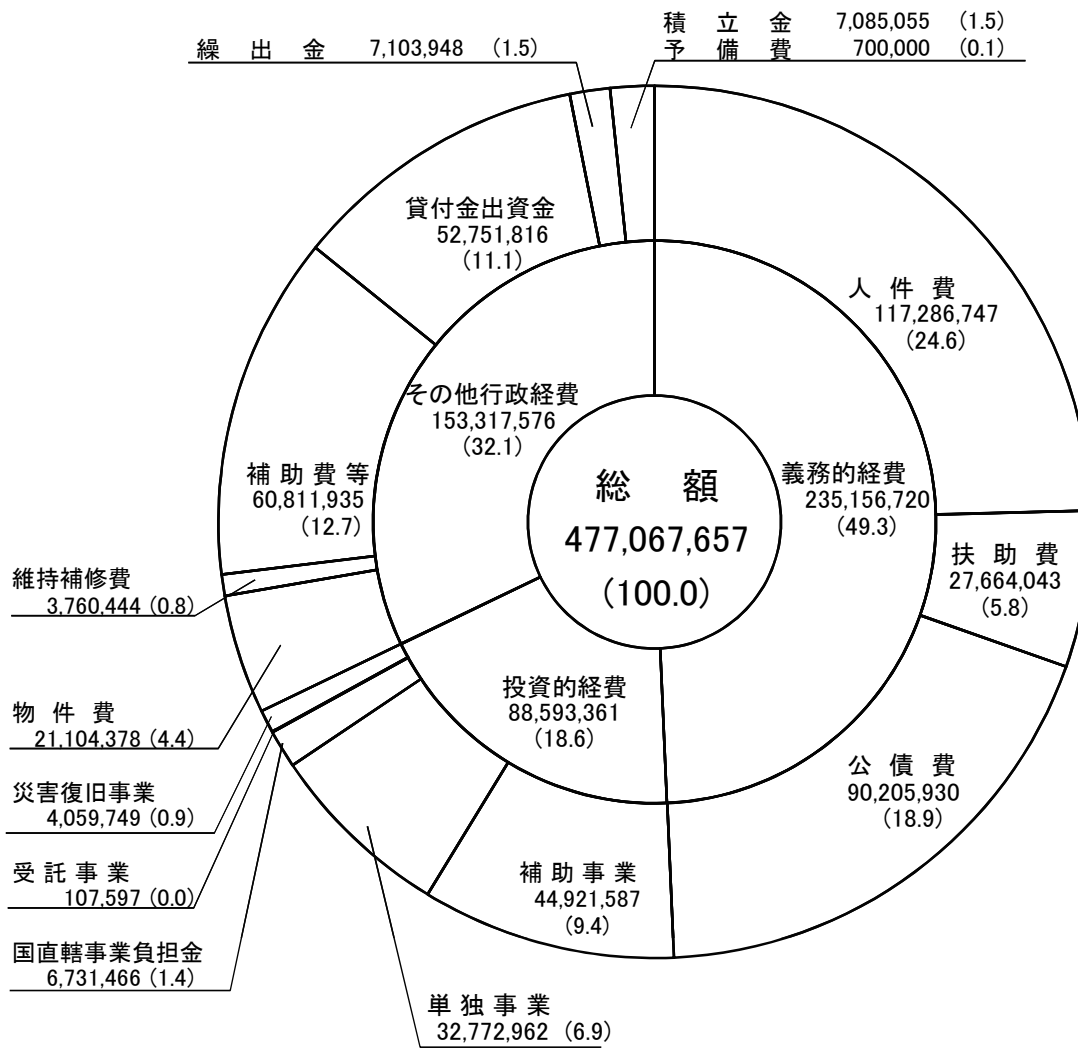 積立金 7,085,055 (1.5)
予備費 700,000 (0.1)
繰出金 7,103,948 (1.5)
貸付金出資金
52,751,816
(11.1)
人件費
117,286,747
(24.6)
その他行政経費
153,317,576
(32.1)
補助費等
60,811,935
(12.7)
総額
477,067,657
(100.0)
義務的経費
235,156,720
(49.3)
扶助費
27,664,043
(5.8)
維持補修費
3,760,444 (0.8)
投資的経費
88,593,361
(18.6)
物件費
21,104,378 (4.4)
公債費
90,205,930
(18.9)
災害復旧事業
4,059,749 (0.9)
受託事業
107,597 (0.0)
補助事業
44,921,587
(9.4)
国直轄事業負担金
6,731,466 (1.4)
単独事業
32,772,962 (6.9)